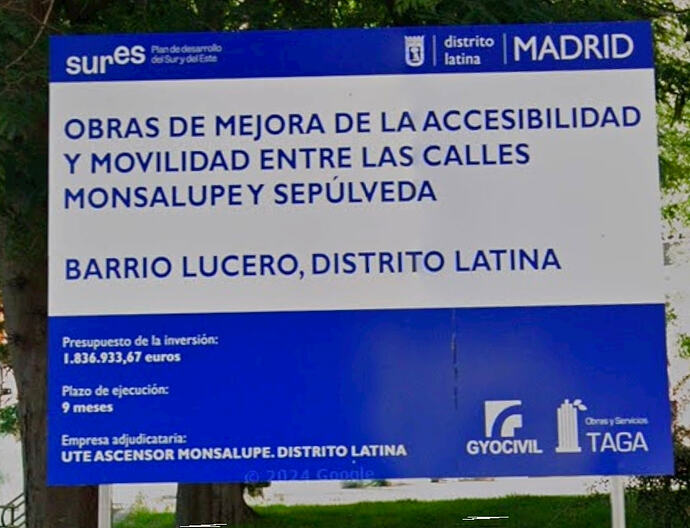 sures Plan de desarrollo
del Sur y del Este
distrito
latina
MADRID
OBRAS DE MEJORA DE LA ACCESIBILIDAD
Y MOVILIDAD ENTRE LAS CALLES
MONSALUPE Y SEPÚLVEDA
BARRIO LUCERO, DISTRITO LATINA
Presupuesto de la inversión:
1.836.933,67 euros
Plazo de ejecución:
9 meses
Empresa adjudicataria:
UTE ASCENSOR MONSALUPE. DISTRITO LATINA
GYOCIVIL
Obras y Servicios
TAGA
© 2024 Google